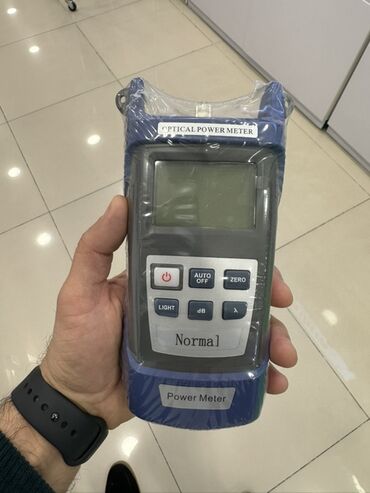 OPTICAL POWER METER
AUTO OFF ZERO
LIGHT dB λ
Normal
Power Meter